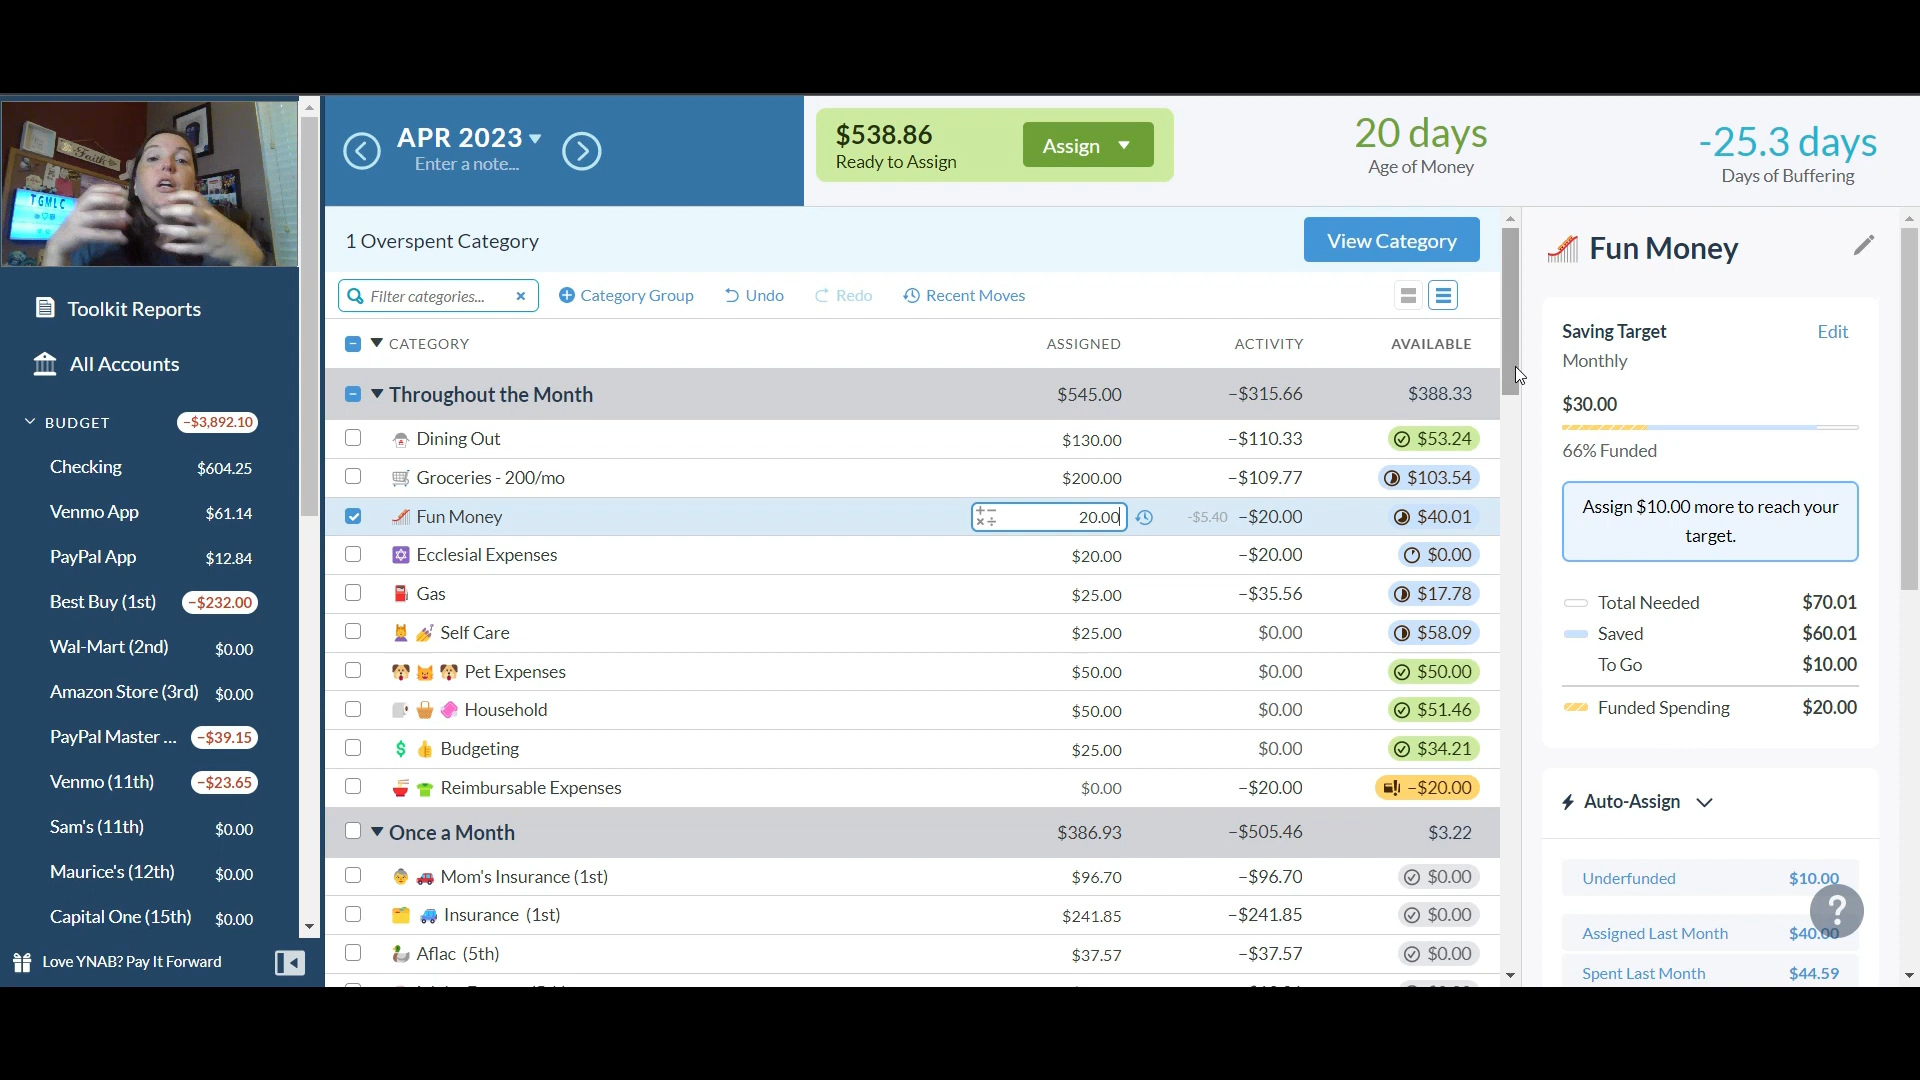 Faith
TGMLC
APR 2023
Enter a note...
$538.86
Ready to Assign
Assign
20 days
Age of Money
-25.3 days
Days of Buffering
Toolkit Reports
All Accounts
BUDGET -$3,892.10
Checking $604.25
Venmo App $61.14
PayPal App $12.84
Best Buy (1st) -$232.00
Wal-Mart (2nd) $0.00
Amazon Store (3rd) $0.00
PayPal Master ... -$39.15
Venmo (11th) -$23.65
Sam's (11th) $0.00
Maurice's (12th) $0.00
Capital One (15th) $0.00
Love YNAB? Pay It Forward
1 Overspent Category
View Category
Filter categories...
Category Group
Undo
Redo
Recent Moves
CATEGORY ASSIGNED ACTIVITY AVAILABLE
Throughout the Month $545.00 -$315.66 $388.33
Dining Out $130.00 -$110.33 $53.24
Groceries - 200/mo $200.00 -$109.77 $103.54
Fun Money 20.00 -$5.40 -$20.00 $40.01
Ecclesial Expenses $20.00 -$20.00 $0.00
Gas $25.00 -$35.56 $17.78
Self Care $25.00 $0.00 $58.09
Pet Expenses $50.00 $0.00 $50.00
Household $50.00 $0.00 $51.46
Budgeting $25.00 $0.00 $34.21
Reimbursable Expenses $0.00 -$20.00 -$20.00
Once a Month $386.93 -$505.46 $3.22
Mom's Insurance (1st) $96.70 -$96.70 $0.00
Insurance (1st) $241.85 -$241.85 $0.00
Aflac (5th) $37.57 -$37.57 $0.00
Fun Money
Saving Target Edit
Monthly
$30.00
66% Funded
Assign $10.00 more to reach your
target.
Total Needed $70.01
Saved $60.01
To Go $10.00
Funded Spending $20.00
Auto-Assign
Underfunded $10.00
Assigned Last Month $40.00
Spent Last Month $44.59
?